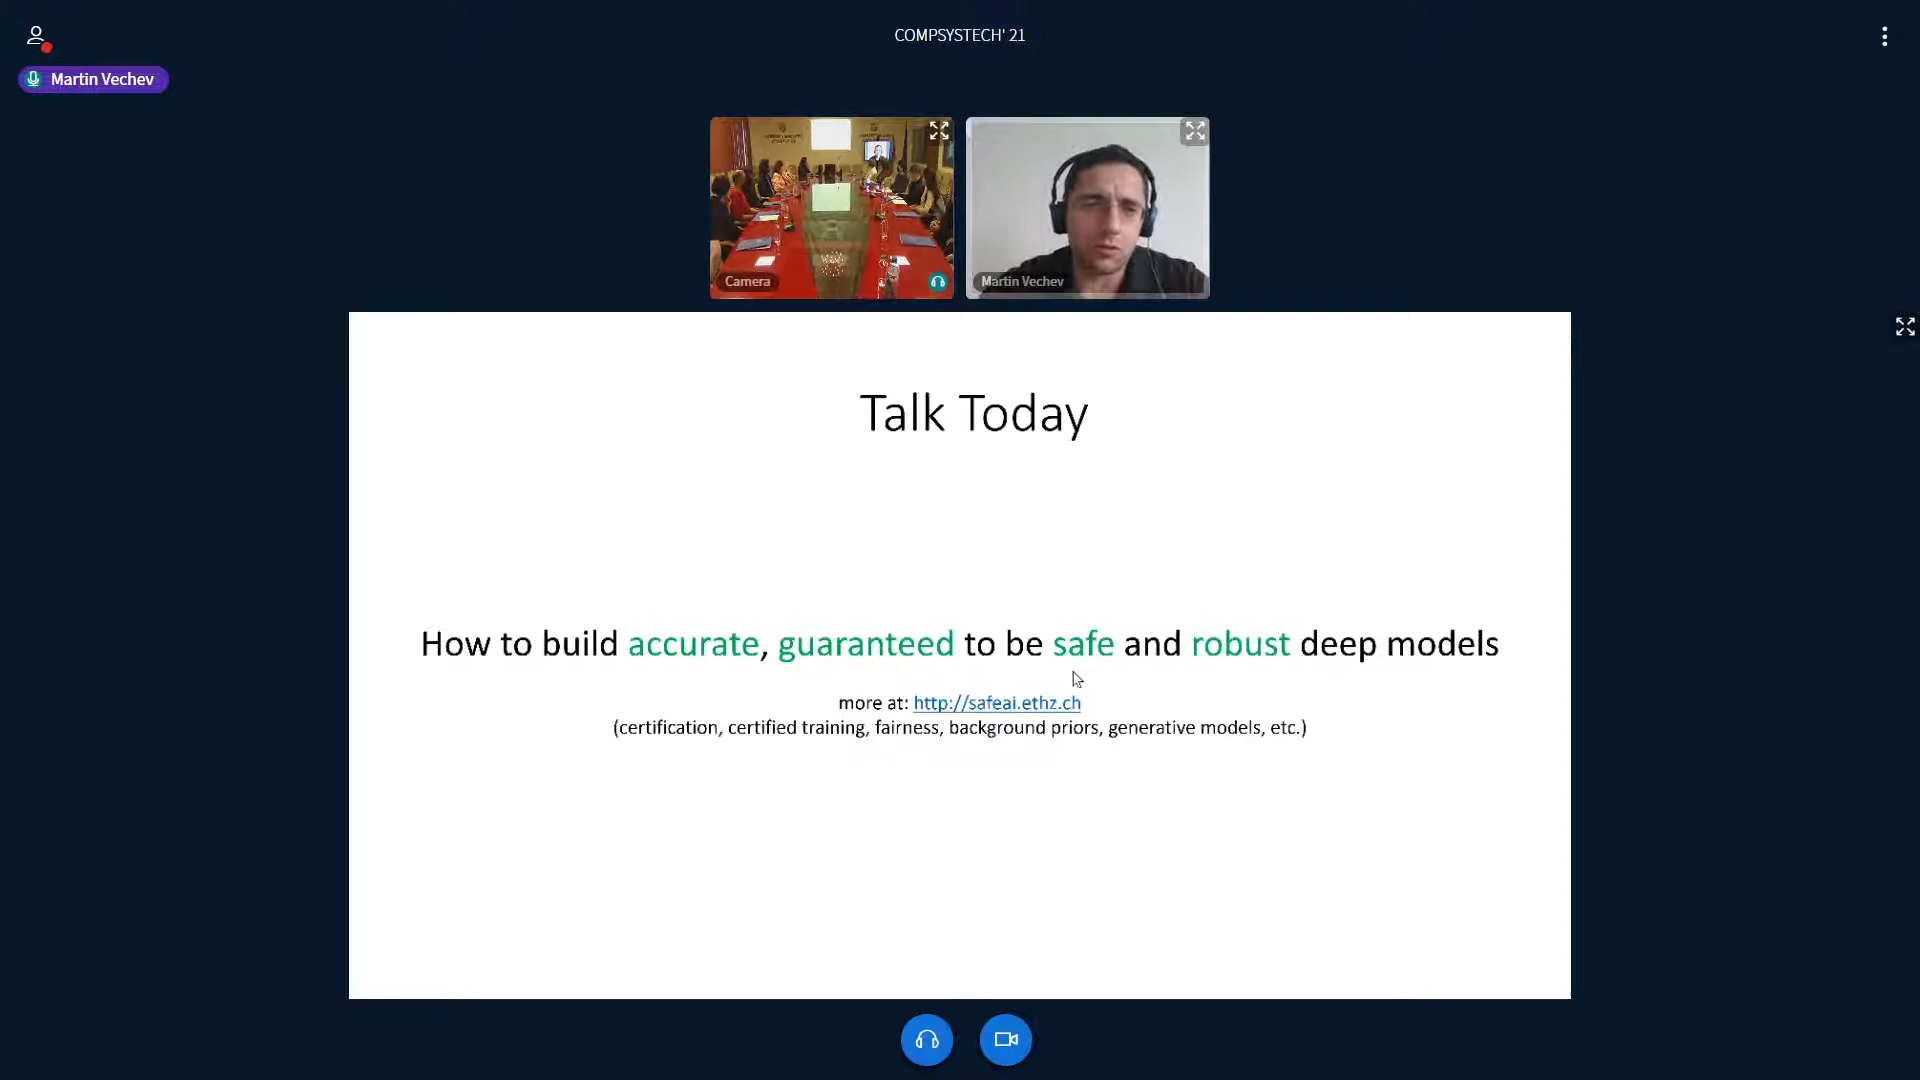 COMPSYSTECH' 21
Martin Vechev
Camera
Martin Vechev
Talk Today
How to build accurate, guaranteed to be safe and robust deep models
more at: http://safeai.ethz.ch
(certification, certified training, fairness, background priors, generative models, etc.)